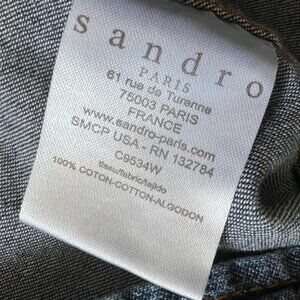 sandro
PARIS
61 rue de Turenne
75003 PARIS
FRANCE
www.sandro-paris.com
SMCP USA - RN 132784
C9534W
tissu/fabric/tejido
100% COTON-COTTON-ALGODON